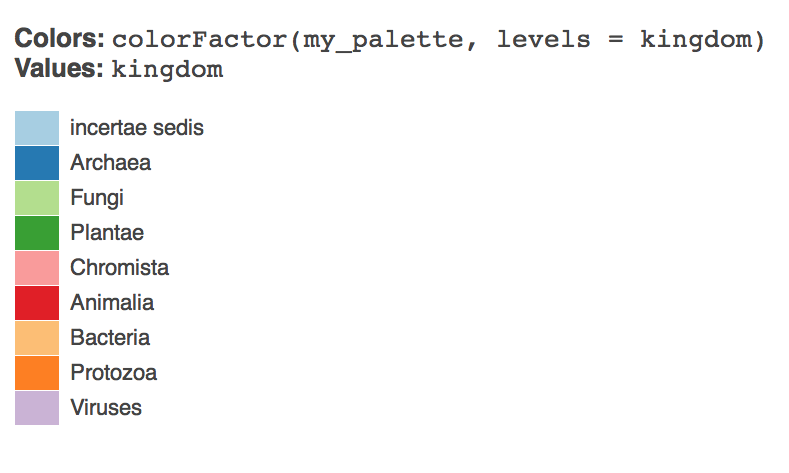 Colors: colorFactor(my_palette, levels = kingdom)
Values: kingdom
incertae sedis
Archaea
Fungi
Plantae
Chromista
Animalia
Bacteria
Protozoa
Viruses